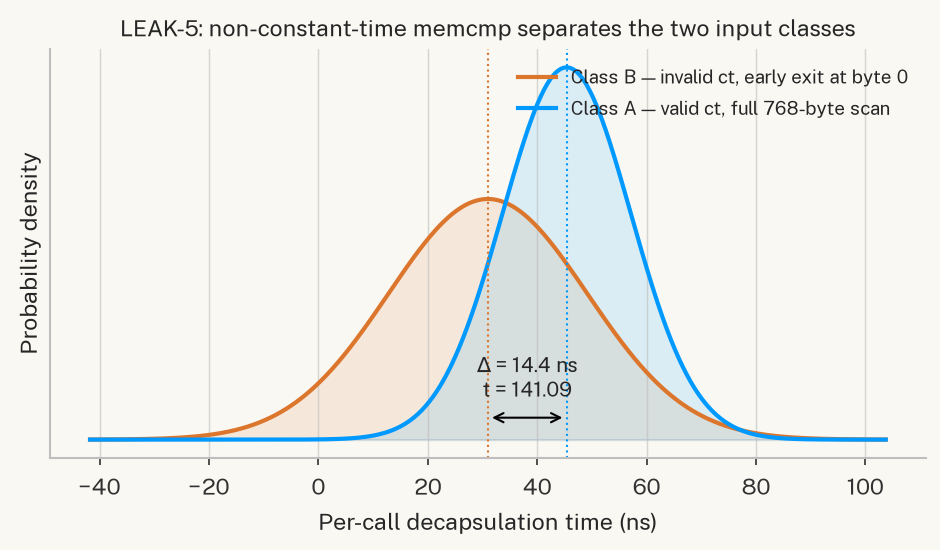 LEAK-5: non-constant-time memcmp separates the two input classes
Class B — invalid ct, early exit at byte 0
Class A — valid ct, full 768-byte scan
Probability density
Δ = 14.4 ns
t = 141.09
−40 −20 0 20 40 60 80 100
Per-call decapsulation time (ns)